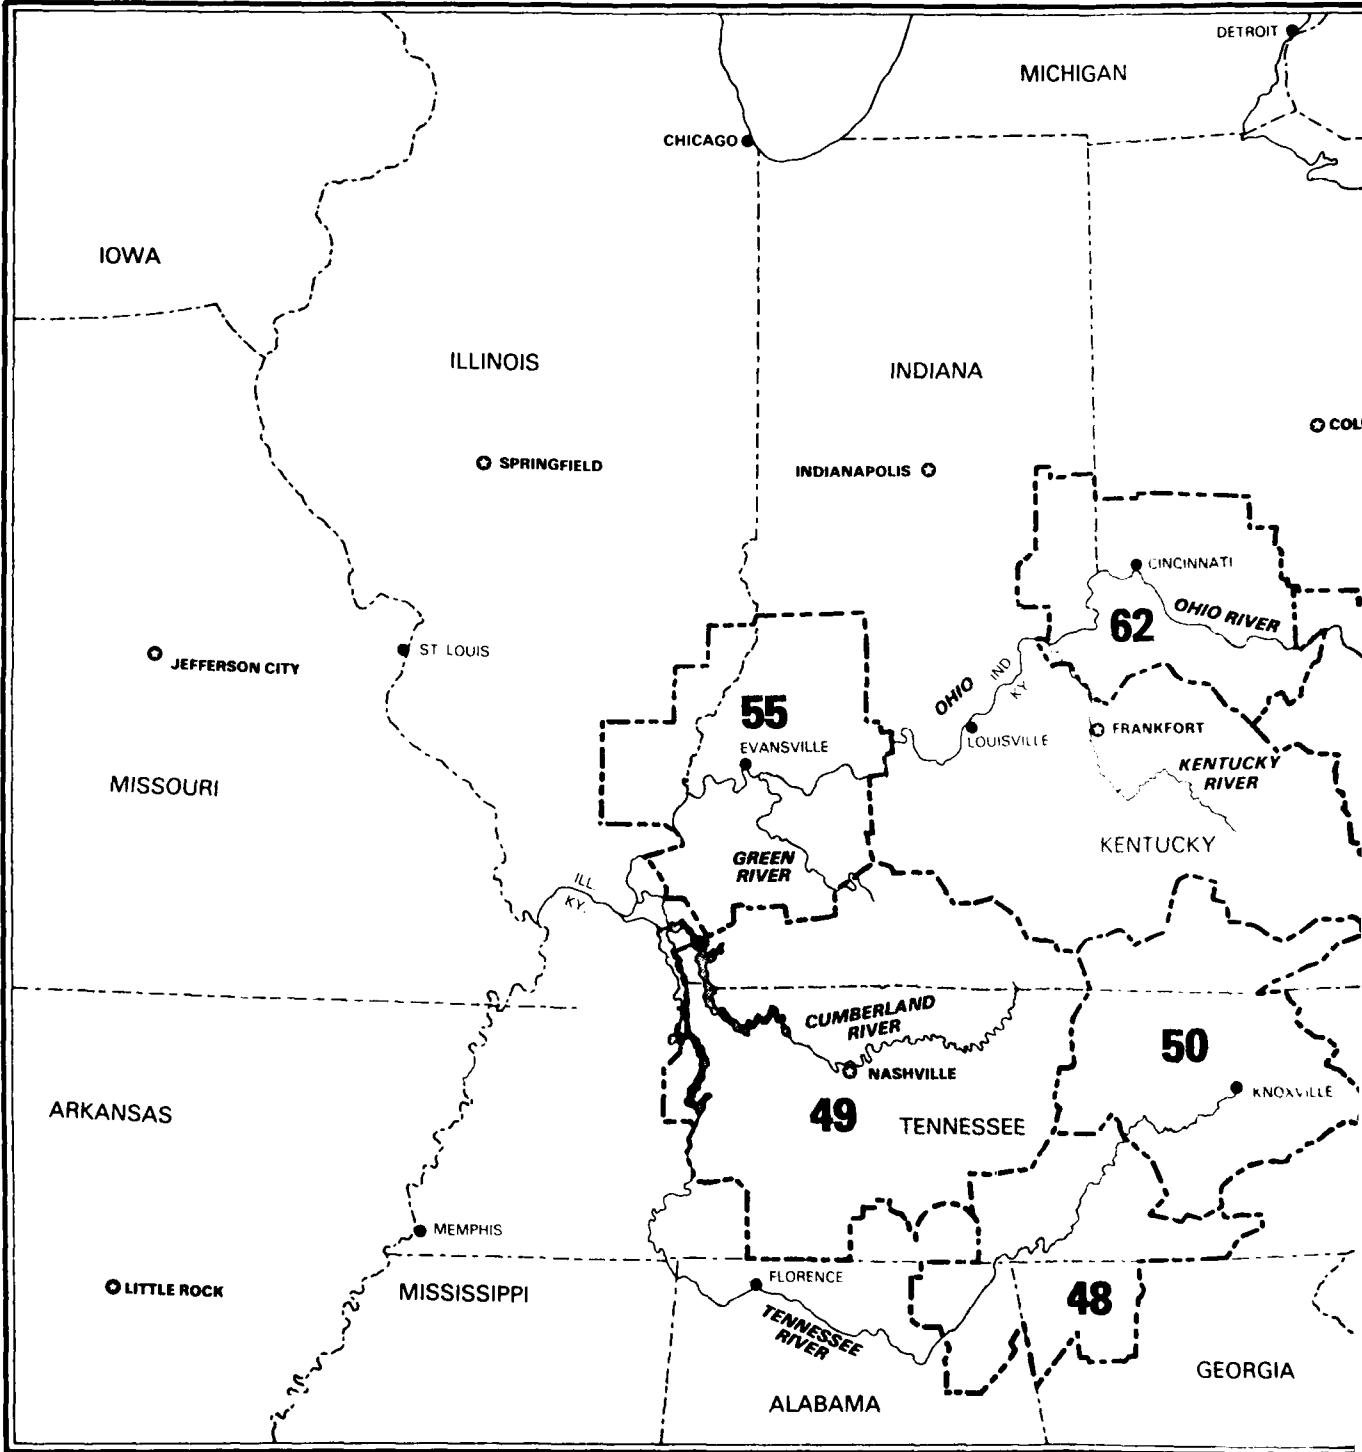 DETROIT
MICHIGAN
CHICAGO
IOWA
ILLINOIS
INDIANA
COL
SPRINGFIELD
INDIANAPOLIS
CINCINNATI
OHIO RIVER
62
ST LOUIS
JEFFERSON CITY
OHIO
IND
KY
55
EVANSVILLE
LOUISVILLE
FRANKFORT
KENTUCKY
RIVER
MISSOURI
KENTUCKY
GREEN
RIVER
ILL
KY.
CUMBERLAND
RIVER
50
NASHVILLE
KNOXVILLE
ARKANSAS
49
TENNESSEE
MEMPHIS
FLORENCE
LITTLE ROCK
MISSISSIPPI
48
TENNESSEE
RIVER
GEORGIA
ALABAMA